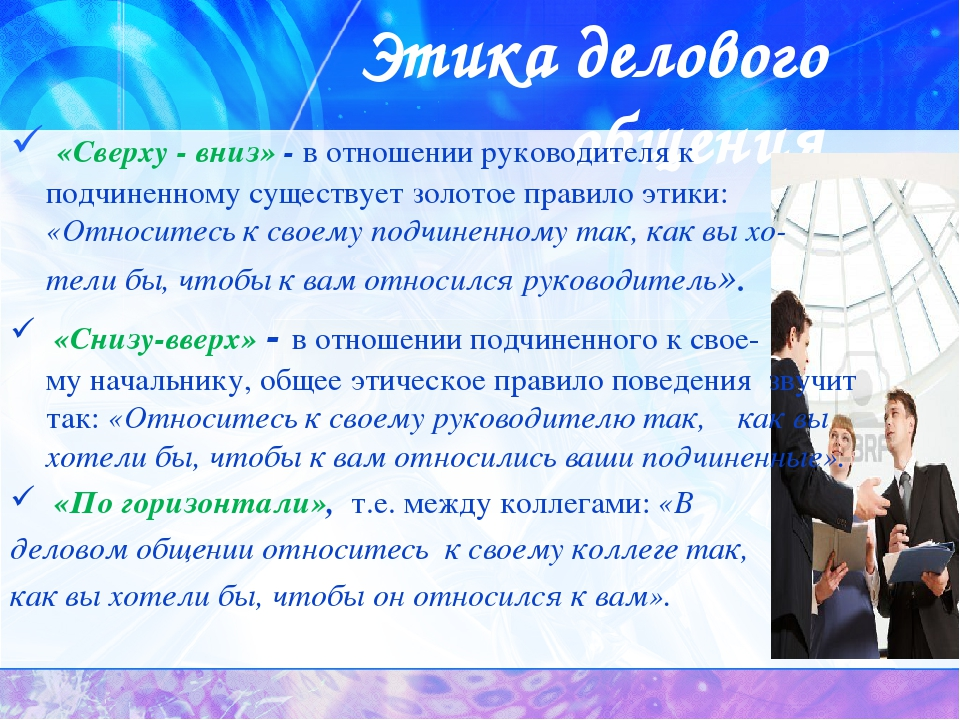 Этика делового
общения
«Сверху - вниз» - в отношении руководителя к
подчиненному существует золотое правило этики:
«Относитесь к своему подчиненному так, как вы хо-
тели бы, чтобы к вам относился руководитель».
«Снизу-вверх» - в отношении подчиненного к свое-
му начальнику, общее этическое правило поведения звучит
так: «Относитесь к своему руководителю так, как вы
хотели бы, чтобы к вам относились ваши подчиненные».
«По горизонтали», т.е. между коллегами: «В
деловом общении относитесь к своему коллеге так,
как вы хотели бы, чтобы он относился к вам».